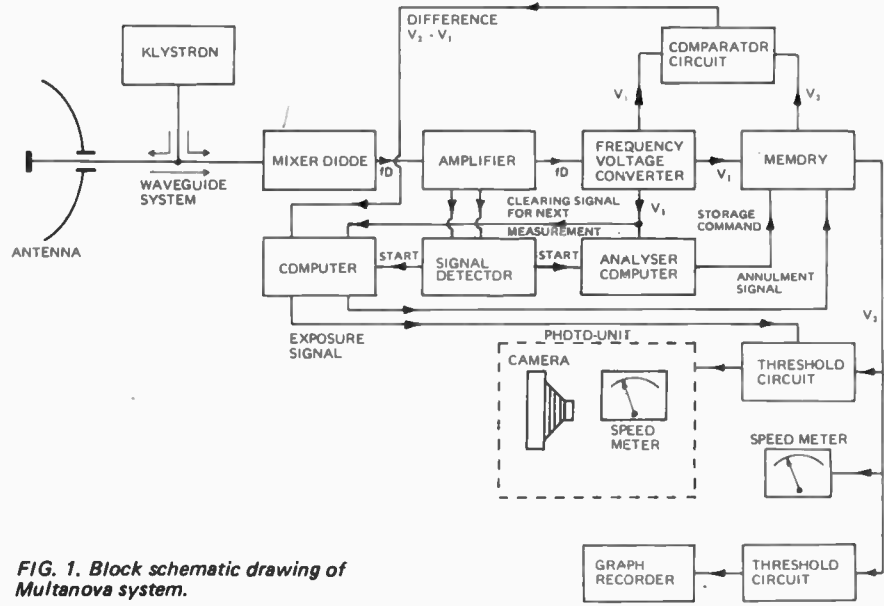 DIFFERENCE
V₂ - V₁
KLYSTRON
COMPARATOR
CIRCUIT
V₁
V₂
MIXER DIODE
fD
AMPLIFIER
fD
FREQUENCY
VOLTAGE
CONVERTER
V₁
MEMORY
WAVEGUIDE
SYSTEM
ANTENNA
CLEARING SIGNAL
FOR NEXT
MEASUREMENT
V₁
STORAGE
COMMAND
COMPUTER
START
SIGNAL
DETECTOR
START
ANALYSER
COMPUTER
ANNULMENT
SIGNAL
V₂
EXPOSURE
SIGNAL
PHOTO-UNIT
CAMERA
SPEED
METER
THRESHOLD
CIRCUIT
SPEED METER
GRAPH
RECORDER
THRESHOLD
CIRCUIT
FIG. 1. Block schematic drawing of
Multanova system.